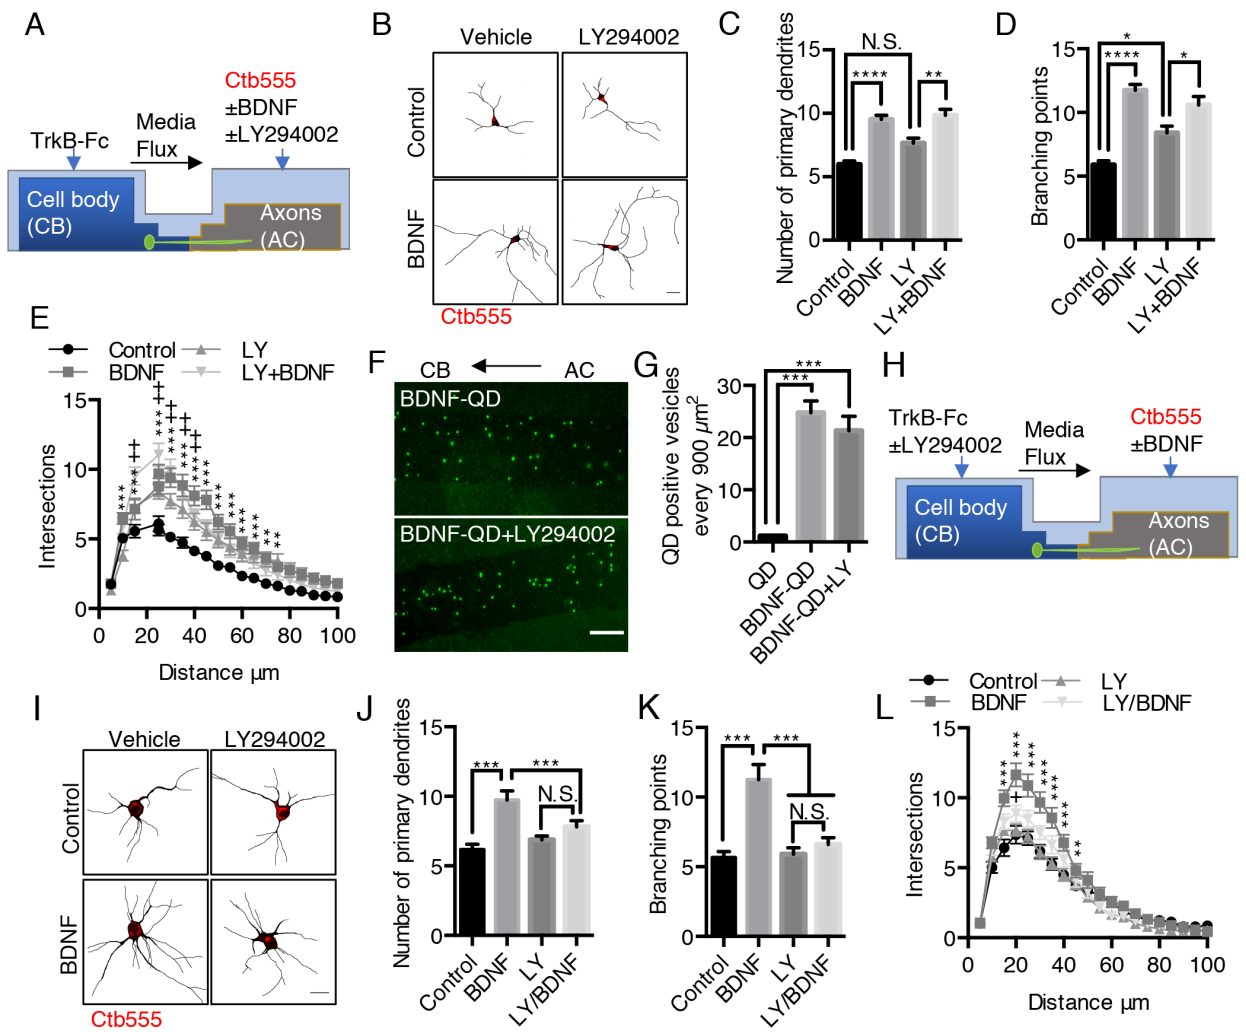 A
Ctb555
±BDNF
±LY294002
TrkB-Fc
Media
Flux
Cell body
(CB)
Axons
(AC)
B
Vehicle
LY294002
Control
BDNF
Ctb555
C
Number of primary dendrites
15
10
5
0
N.S.
****
**
Control
BDNF
LY
LY+BDNF
D
Branching points
15
10
5
0
*
****
*
Control
BDNF
LY
LY+BDNF
E
Control
LY
BDNF
LY+BDNF
Intersections
15
10
5
0
0
20
40
60
80
100
Distance µm
F
CB
AC
BDNF-QD
BDNF-QD+LY294002
G
QD positive vesicles
every 900 µm2
30
20
10
0
***
***
QD
BDNF-QD
BDNF-QD+LY
H
TrkB-Fc
±LY294002
Media
Flux
Ctb555
±BDNF
Cell body
(CB)
Axons
(AC)
I
Vehicle
LY294002
Control
BDNF
Ctb555
J
Number of primary dendrites
15
10
5
0
***
***
N.S.
Control
BDNF
LY
LY/BDNF
K
Branching points
15
10
5
0
***
***
N.S.
Control
BDNF
LY
LY/BDNF
L
Control
LY
BDNF
LY/BDNF
Intersections
15
10
5
0
***
***
***
***
***
***
**
+
0
20
40
60
80
100
Distance µm